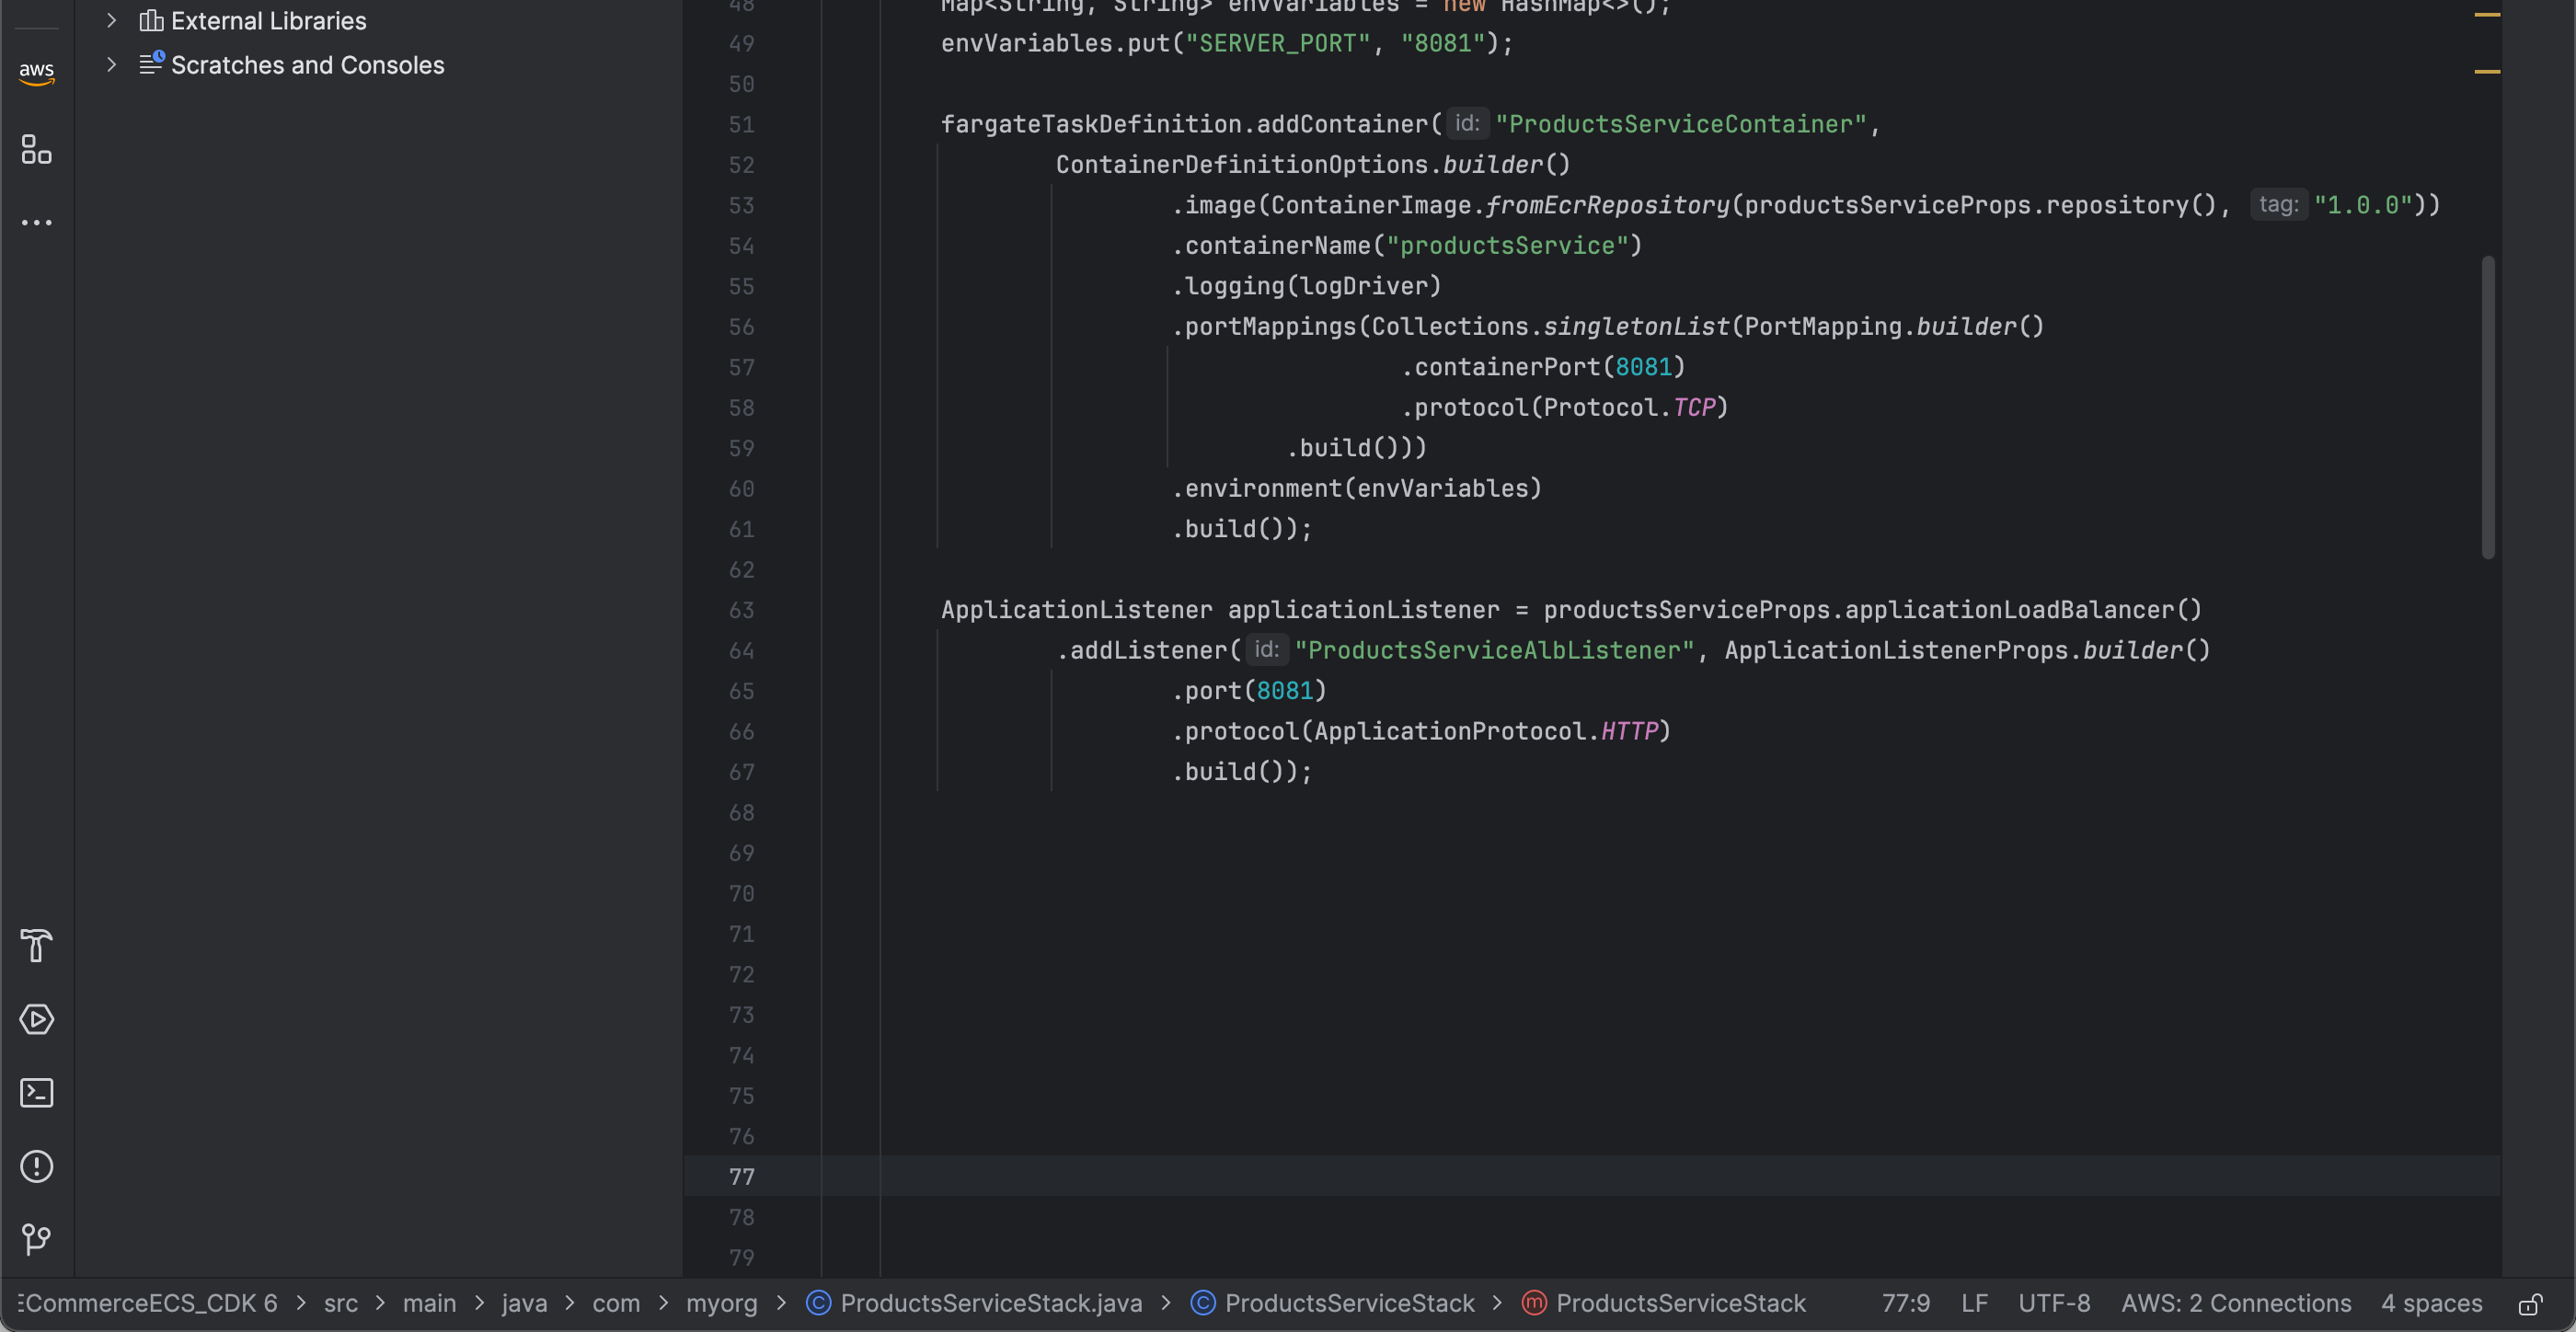 External Libraries
Scratches and Consoles
aws
48 Map<String, String> envVariables = new HashMap<>();
49 envVariables.put("SERVER_PORT", "8081");
50
51 fargateTaskDefinition.addContainer( id: "ProductsServiceContainer",
52 ContainerDefinitionOptions.builder()
53 .image(ContainerImage.fromEcrRepository(productsServiceProps.repository(), tag: "1.0.0"))
54 .containerName("productsService")
55 .logging(logDriver)
56 .portMappings(Collections.singletonList(PortMapping.builder()
57 .containerPort(8081)
58 .protocol(Protocol.TCP)
59 .build()))
60 .environment(envVariables)
61 .build());
62
63 ApplicationListener applicationListener = productsServiceProps.applicationLoadBalancer()
64 .addListener( id: "ProductsServiceAlbListener", ApplicationListenerProps.builder()
65 .port(8081)
66 .protocol(ApplicationProtocol.HTTP)
67 .build());
68
69
70
71
72
73
74
75
76
77
78
79
ECommerceECS_CDK 6 > src > main > java > com > myorg > ProductsServiceStack.java > ProductsServiceStack > ProductsServiceStack 77:9 LF UTF-8 AWS: 2 Connections 4 spaces